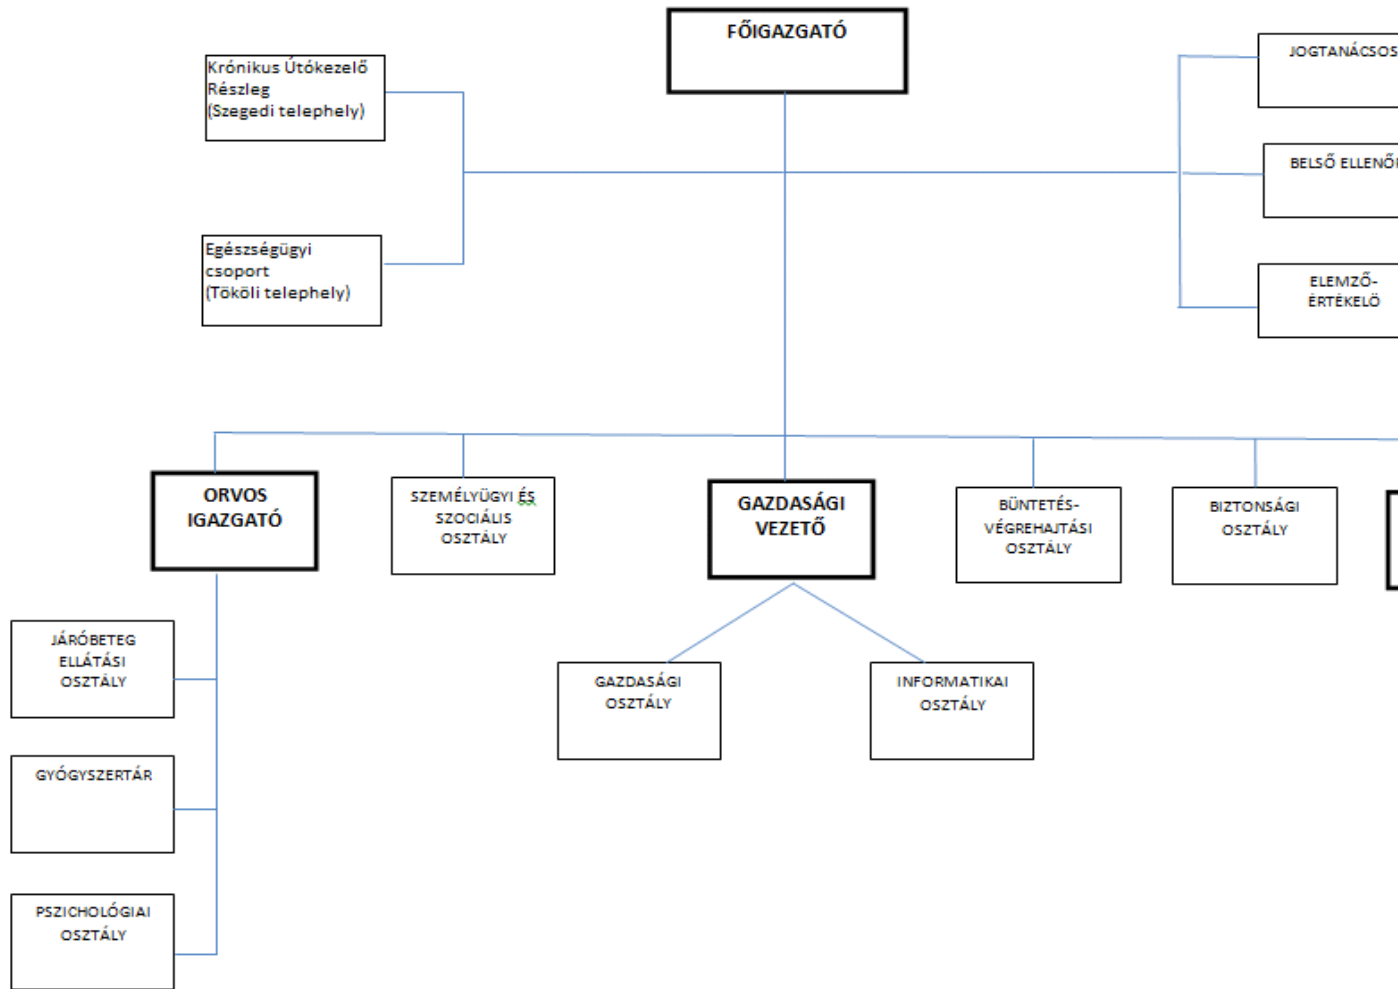 FŐIGAZGATÓ
Krónikus Útókezelő
Részleg
(Szegedi telephely)
JOGTANÁCSOS
BELSŐ
Egészségügyi
csoport
(Tököli telephely)
ELEMZŐ-
ÉRTÉKELŐ
ORVOS
IGAZGATÓ
SZEMÉLYÜGYI ÉS
SZOCIÁLIS
OSZTÁLY
GAZDASÁGI
VEZETŐ
BÜNTETÉS-
VÉGREHAJTÁSI
OSZTÁLY
BIZTONSÁGI
OSZTÁLY
JÁRÓBETEG
ELLÁTÁSI
OSZTÁLY
GAZDASÁGI
OSZTÁLY
INFORMATIKAI
OSZTÁLY
GYÓGYSZERTÁR
PSZICHOLÓGIAI
OSZTÁLY